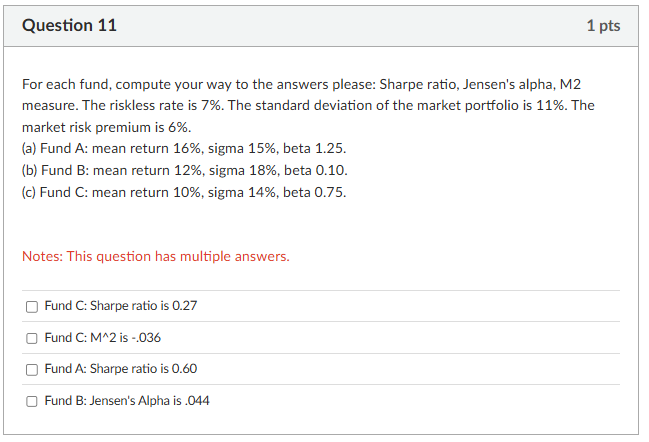 Question 11
1 pts
For each fund, compute your way to the answers please: Sharpe ratio, Jensen's alpha, M2
measure. The riskless rate is 7%. The standard deviation of the market portfolio is 11%. The
market risk premium is 6%.
(a) Fund A: mean return 16%, sigma 15%, beta 1.25.
(b) Fund B: mean return 12%, sigma 18%, beta 0.10.
(c) Fund C: mean return 10%, sigma 14%, beta 0.75.
Notes: This question has multiple answers.
Fund C: Sharpe ratio is 0.27
Fund C: M^2 is -.036
Fund A: Sharpe ratio is 0.60
Fund B: Jensen's Alpha is .044